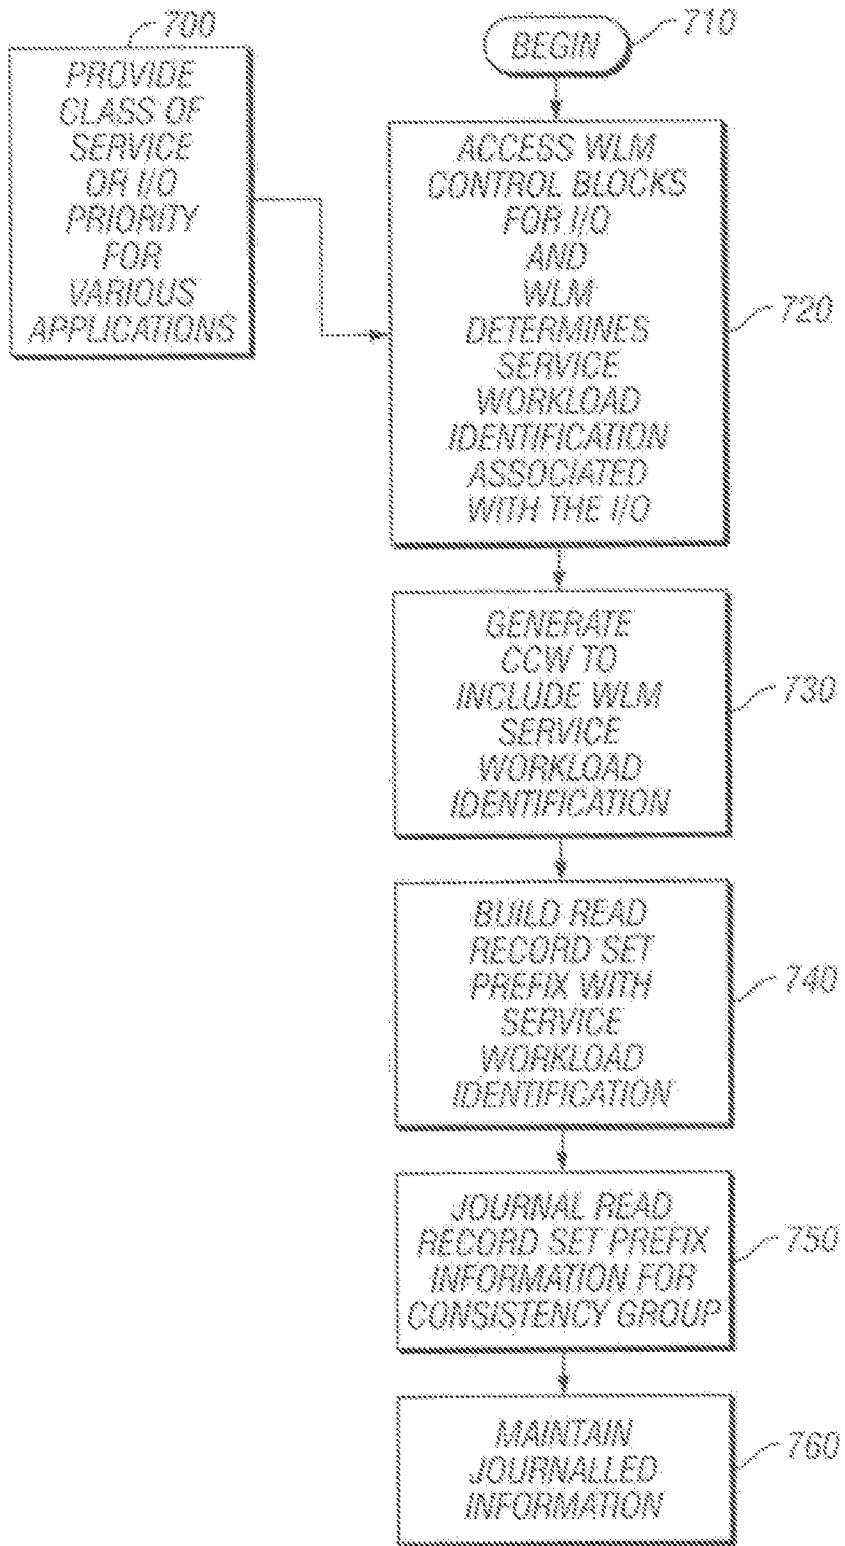 700
PROVIDE
CLASS OF
SERVICE
OR I/O
PRIORITY
FOR
VARIOUS
APPLICATIONS
BEGIN
710
ACCESS WLM
CONTROL BLOCKS
FOR I/O
AND
WLM
DETERMINES
SERVICE
WORKLOAD
IDENTIFICATION
ASSOCIATED
WITH THE I/O
720
GENERATE
CCW TO
INCLUDE WLM
SERVICE
WORKLOAD
IDENTIFICATION
730
BUILD READ
RECORD SET
PREFIX WITH
SERVICE
WORKLOAD
IDENTIFICATION
740
JOURNAL READ
RECORD SET PREFIX
INFORMATION FOR
CONSISTENCY GROUP
750
MAINTAIN
JOURNALLED
INFORMATION
760